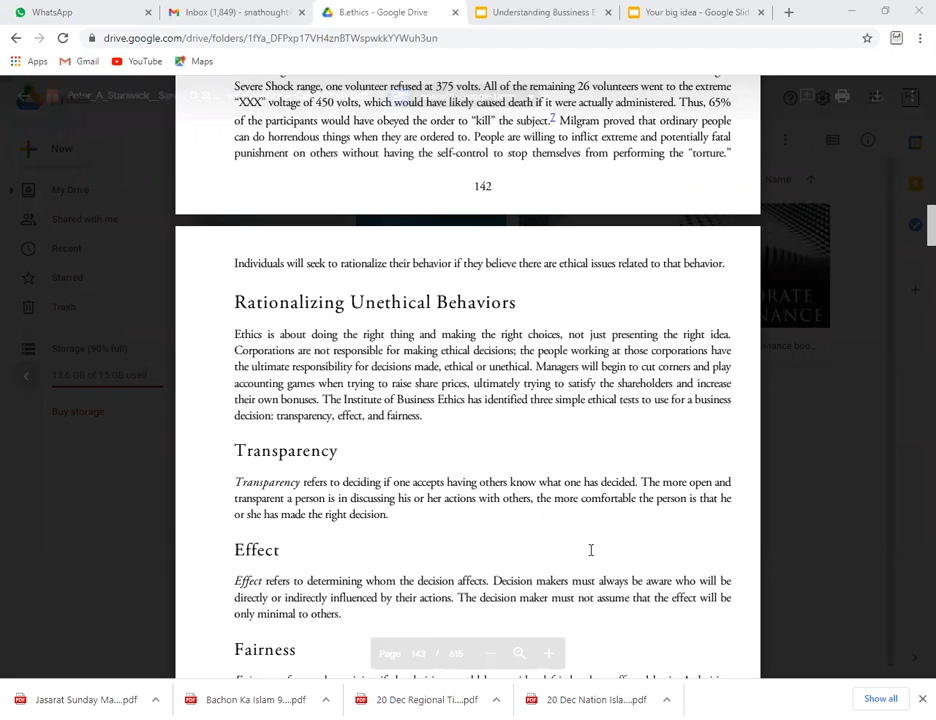 WhatsApp
Inbox (1,849) - snathought
B.ethics - Google Drive
Understanding Bussiness E
Your big idea - Google Slid
drive.google.com/drive/folders/1fYa_DFPxp17VH4znBTWspwkkYYWuh3un
Apps
Gmail
YouTube
Maps
Severe Shock range, one volunteer refused at 375 volts. All of the remaining 26 volunteers went to the extreme
“XXX” voltage of 450 volts, which would have likely caused death if it were actually administered. Thus, 65%
of the participants would have obeyed the order to “kill” the subject.7 Milgram proved that ordinary people
can do horrendous things when they are ordered to. People are willing to inflict extreme and potentially fatal
punishment on others without having the self-control to stop themselves from performing the “torture.”
142
New
My Drive
Shared with me
Recent
Starred
Trash
Storage (90% full)
13.6 GB of 15 GB used
Buy storage
Name
Individuals will seek to rationalize their behavior if they believe there are ethical issues related to that behavior.
Rationalizing Unethical Behaviors
Ethics is about doing the right thing and making the right choices, not just presenting the right idea.
Corporations are not responsible for making ethical decisions; the people working at those corporations have
the ultimate responsibility for decisions made, ethical or unethical. Managers will begin to cut corners and play
accounting games when trying to raise share prices, ultimately trying to satisfy the shareholders and increase
their own bonuses. The Institute of Business Ethics has identified three simple ethical tests to use for a business
decision: transparency, effect, and fairness.
Transparency
Transparency refers to deciding if one accepts having others know what one has decided. The more open and
transparent a person is in discussing his or her actions with others, the more comfortable the person is that he
or she has made the right decision.
Effect
Effect refers to determining whom the decision affects. Decision makers must always be aware who will be
directly or indirectly influenced by their actions. The decision maker must not assume that the effect will be
only minimal to others.
Fairness
Page 143 / 615
Jasarat Sunday Ma....pdf
Bachon Ka Islam 9....pdf
20 Dec Regional Ti....pdf
20 Dec Nation Isla....pdf
Show all